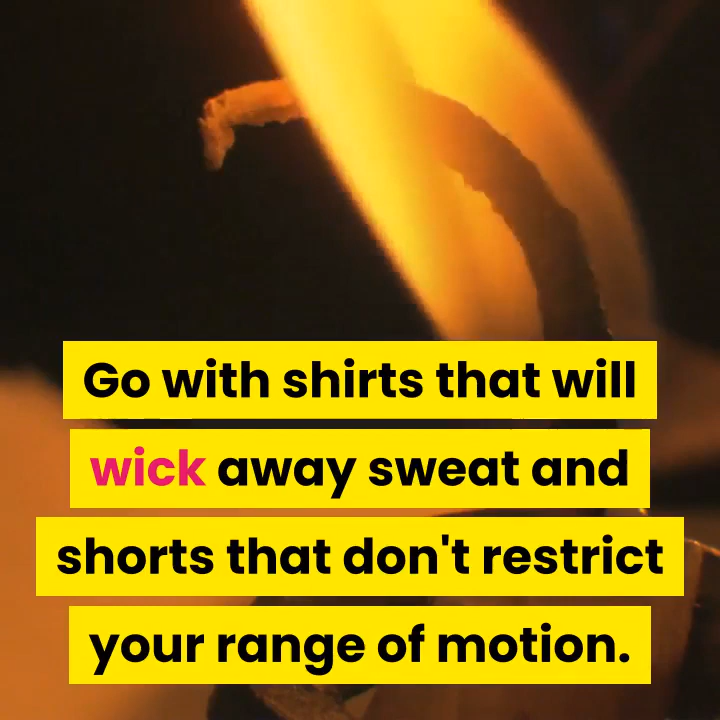 Go with shirts that will
wick away sweat and
shorts that don't restrict
your range of motion.